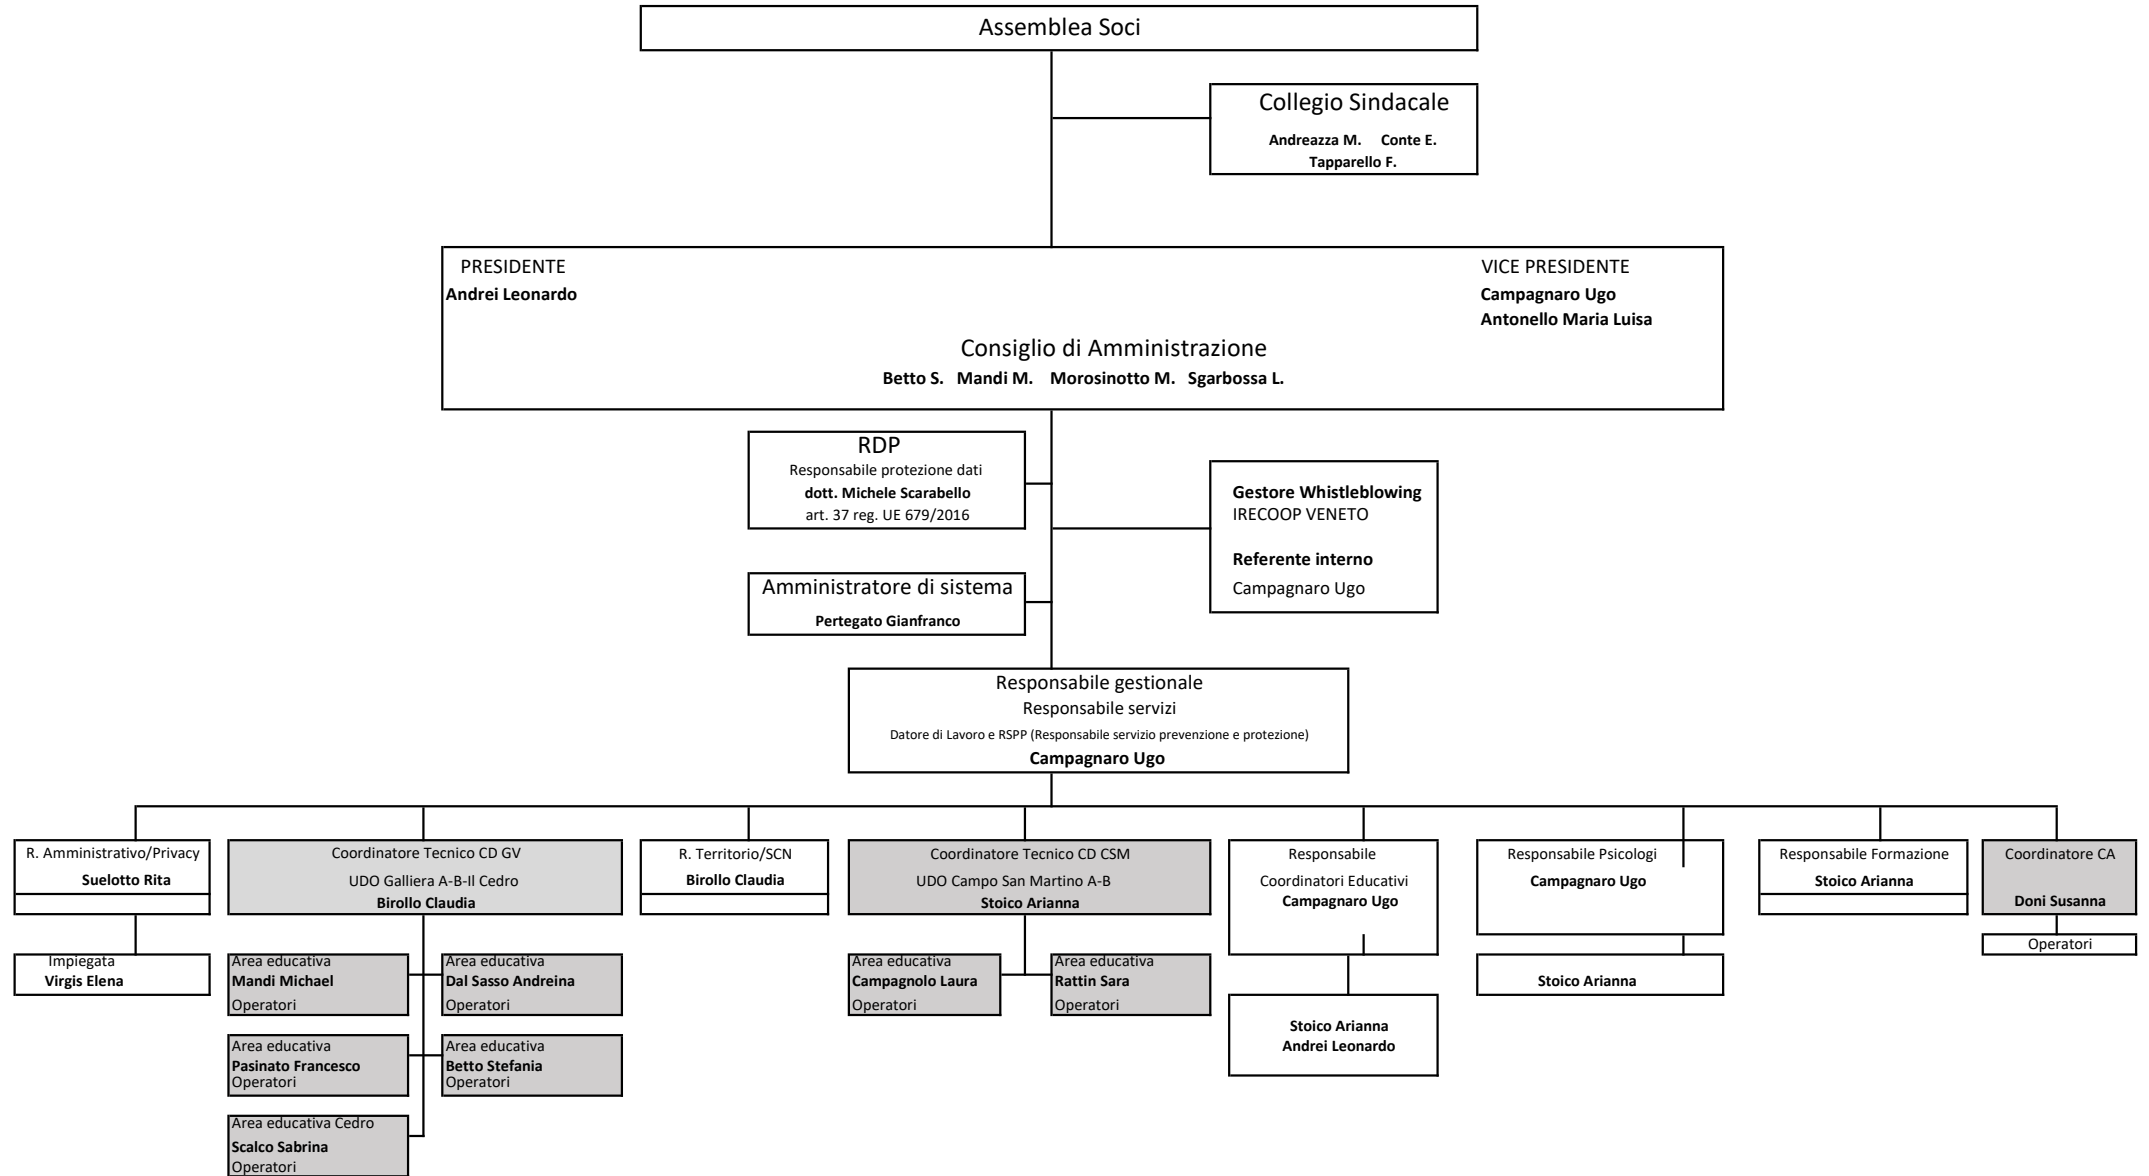 Assemblea Soci
Collegio Sindacale
Andreazza M. Conte E.
Tapparello F.
PRESIDENTE
Andrei Leonardo
VICE PRESIDENTE
Campagnaro Ugo
Antonello Maria Luisa
Consiglio di Amministrazione
Betto S. Mandi M. Morosinotto M. Sgarbossa L.
RDP
Responsabile protezione dati
dott. Michele Scarabello
art. 37 reg. UE 679/2016
Gestore Whistleblowing
IRECOOP VENETO
Referente interno
Campagnaro Ugo
Amministratore di sistema
Pertegato Gianfranco
Responsabile gestionale
Responsabile servizi
Datore di Lavoro e RSPP (Responsabile servizio prevenzione e protezione)
Campagnaro Ugo
R. Amministrativo/Privacy
Suelotto Rita
Impiegata
Virgis Elena
Coordinatore Tecnico CD GV
UDO Galliera A-B-Il Cedro
Birollo Claudia
Area educativa
Mandi Michael
Operatori
Area educativa
Dal Sasso Andreina
Operatori
Area educativa
Pasinato Francesco
Operatori
Area educativa
Betto Stefania
Operatori
Area educativa Cedro
Scalco Sabrina
Operatori
R. Territorio/SCN
Birollo Claudia
Coordinatore Tecnico CD CSM
UDO Campo San Martino A-B
Stoico Arianna
Area educativa
Campagnolo Laura
Operatori
Area educativa
Rattin Sara
Operatori
Responsabile
Coordinatori Educativi
Campagnaro Ugo
Stoico Arianna
Andrei Leonardo
Responsabile Psicologi
Campagnaro Ugo
Stoico Arianna
Responsabile Formazione
Stoico Arianna
Coordinatore CA
Doni Susanna
Operatori